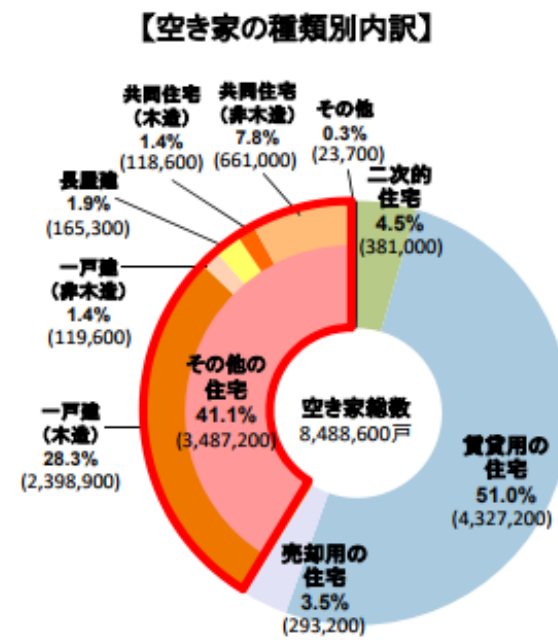 【空き家の種類別内訳】
共同住宅
(木造)
1.4%
(118,600)
共同住宅
(非木造)
7.8%
(661,000)
その他
0.3%
(23,700)
二次的
住宅
4.5%
(381,000)
長屋建
1.9%
(165,300)
一戸建
(非木造)
1.4%
(119,600)
一戸建
(木造)
28.3%
(2,398,900)
その他の
住宅
41.1%
(3,487,200)
空き家総数
8,488,600戸
賃貸用の
住宅
51.0%
(4,327,200)
売却用の
住宅
3.5%
(293,200)